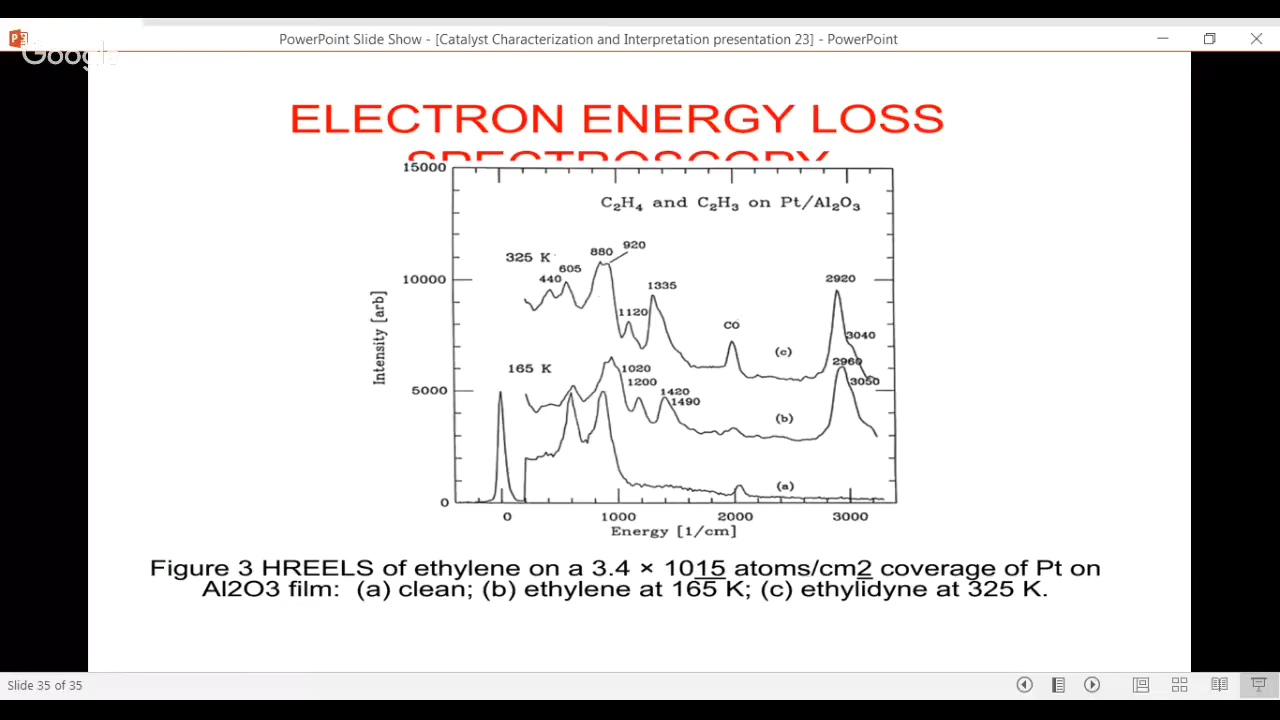 PowerPoint Slide Show - [Catalyst Characterization and Interpretation presentation 23] - PowerPoint
Google
ELECTRON ENERGY LOSS
SPECTROSCOPY
15000
C2H4 and C2H3 on Pt/Al2O3
920
880
325 K
605
440
10000
2920
1335
1120
CO
3040
(c)
2960
165 K
1020
1200
3050
5000
1420
1490
(b)
(a)
0
Intensity [arb]
0 1000 2000 3000
Energy [1/cm]
Figure 3 HREELS of ethylene on a 3.4 × 1015 atoms/cm2 coverage of Pt on
Al2O3 film: (a) clean; (b) ethylene at 165 K; (c) ethylidyne at 325 K.
Slide 35 of 35